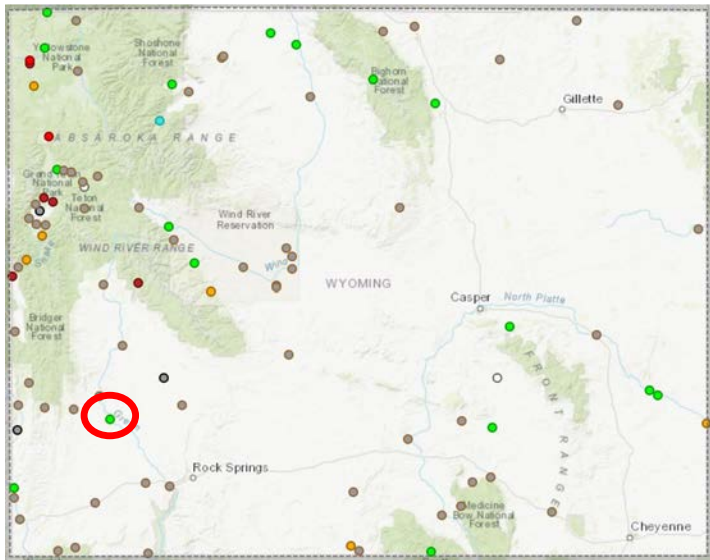 Yellowstone
National
Park
Shoshone
National
Forest
Bighorn
National
Forest
Gillette
ABSAROKA RANGE
Grand Teton
National
Park
Teton
National
Forest
Snake
Wind River
Reservation
WIND RIVER RANGE
Wind
WYOMING
Casper
North Platte
Bridger
National
Forest
FRONT RANGE
Green
Rock Springs
Medicine
Bow National
Forest
Cheyenne